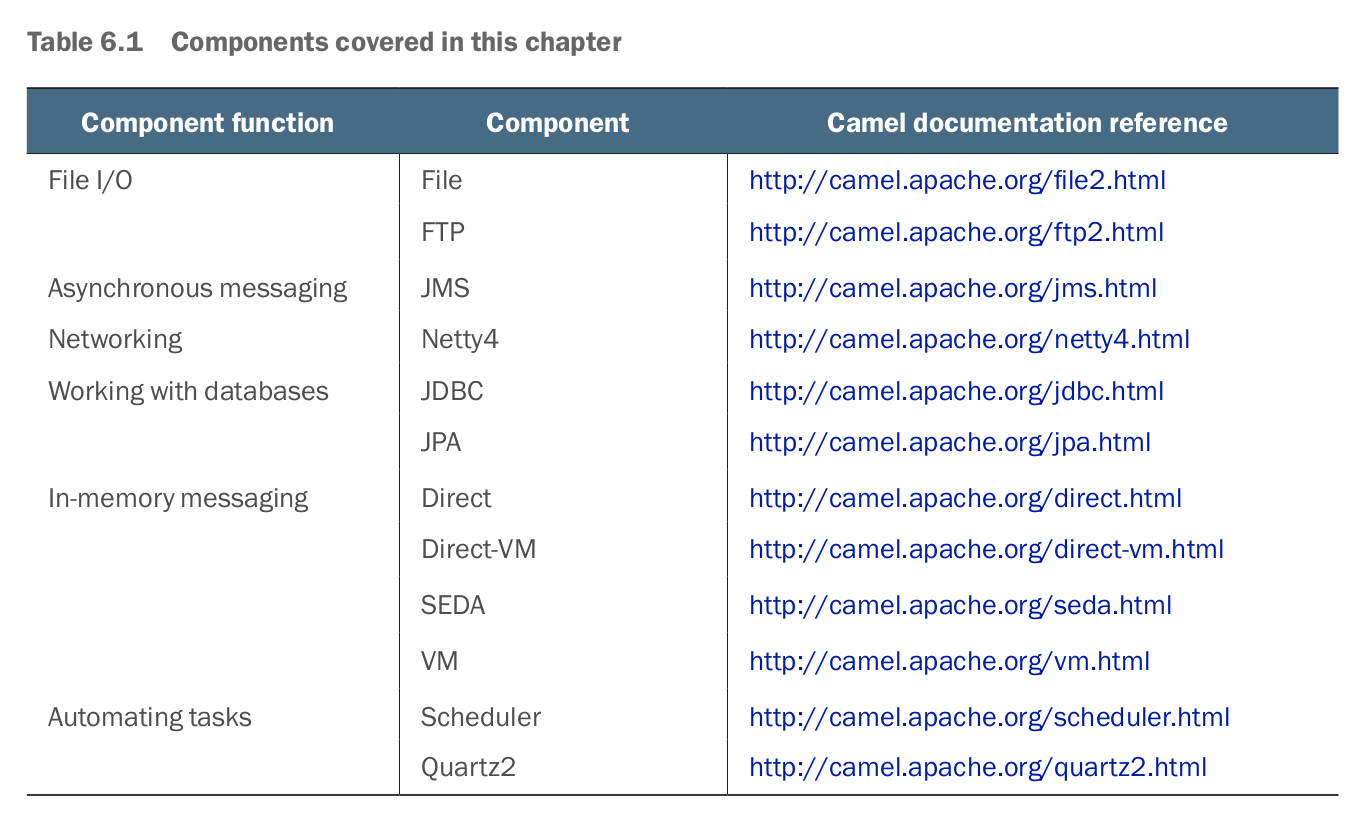 Table 6.1 Components covered in this chapter
Component function Component Camel documentation reference
File I/O File http://camel.apache.org/file2.html
FTP http://camel.apache.org/ftp2.html
Asynchronous messaging JMS http://camel.apache.org/jms.html
Networking Netty4 http://camel.apache.org/netty4.html
Working with databases JDBC http://camel.apache.org/jdbc.html
JPA http://camel.apache.org/jpa.html
In-memory messaging Direct http://camel.apache.org/direct.html
Direct-VM http://camel.apache.org/direct-vm.html
SEDA http://camel.apache.org/seda.html
VM http://camel.apache.org/vm.html
Automating tasks Scheduler http://camel.apache.org/scheduler.html
Quartz2 http://camel.apache.org/quartz2.html